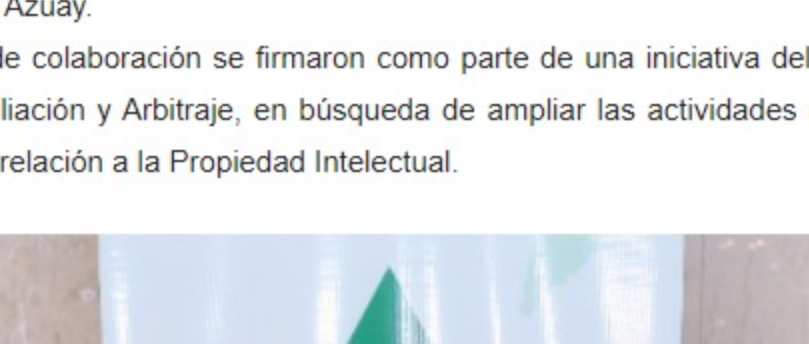 Azuay.
de colaboración se firmaron como parte de una iniciativa del
liación y Arbitraje, en búsqueda de ampliar las actividades
relación a la Propiedad Intelectual.